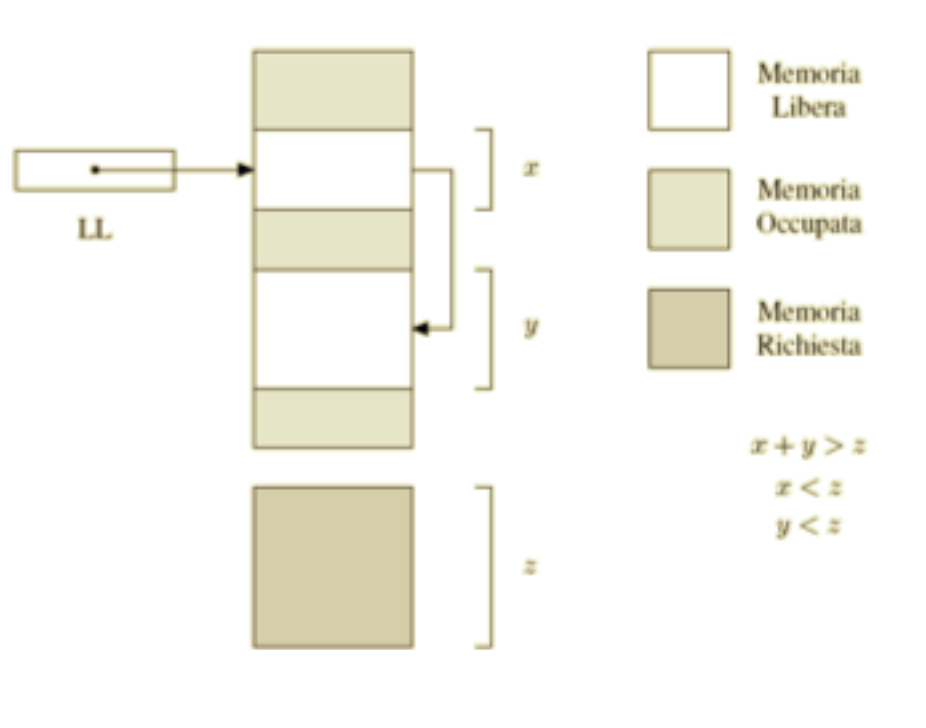 Memoria
Libera
x
LL
Memoria
Occupata
y
Memoria
Richiesta
x + y > z
x < z
y < z
z